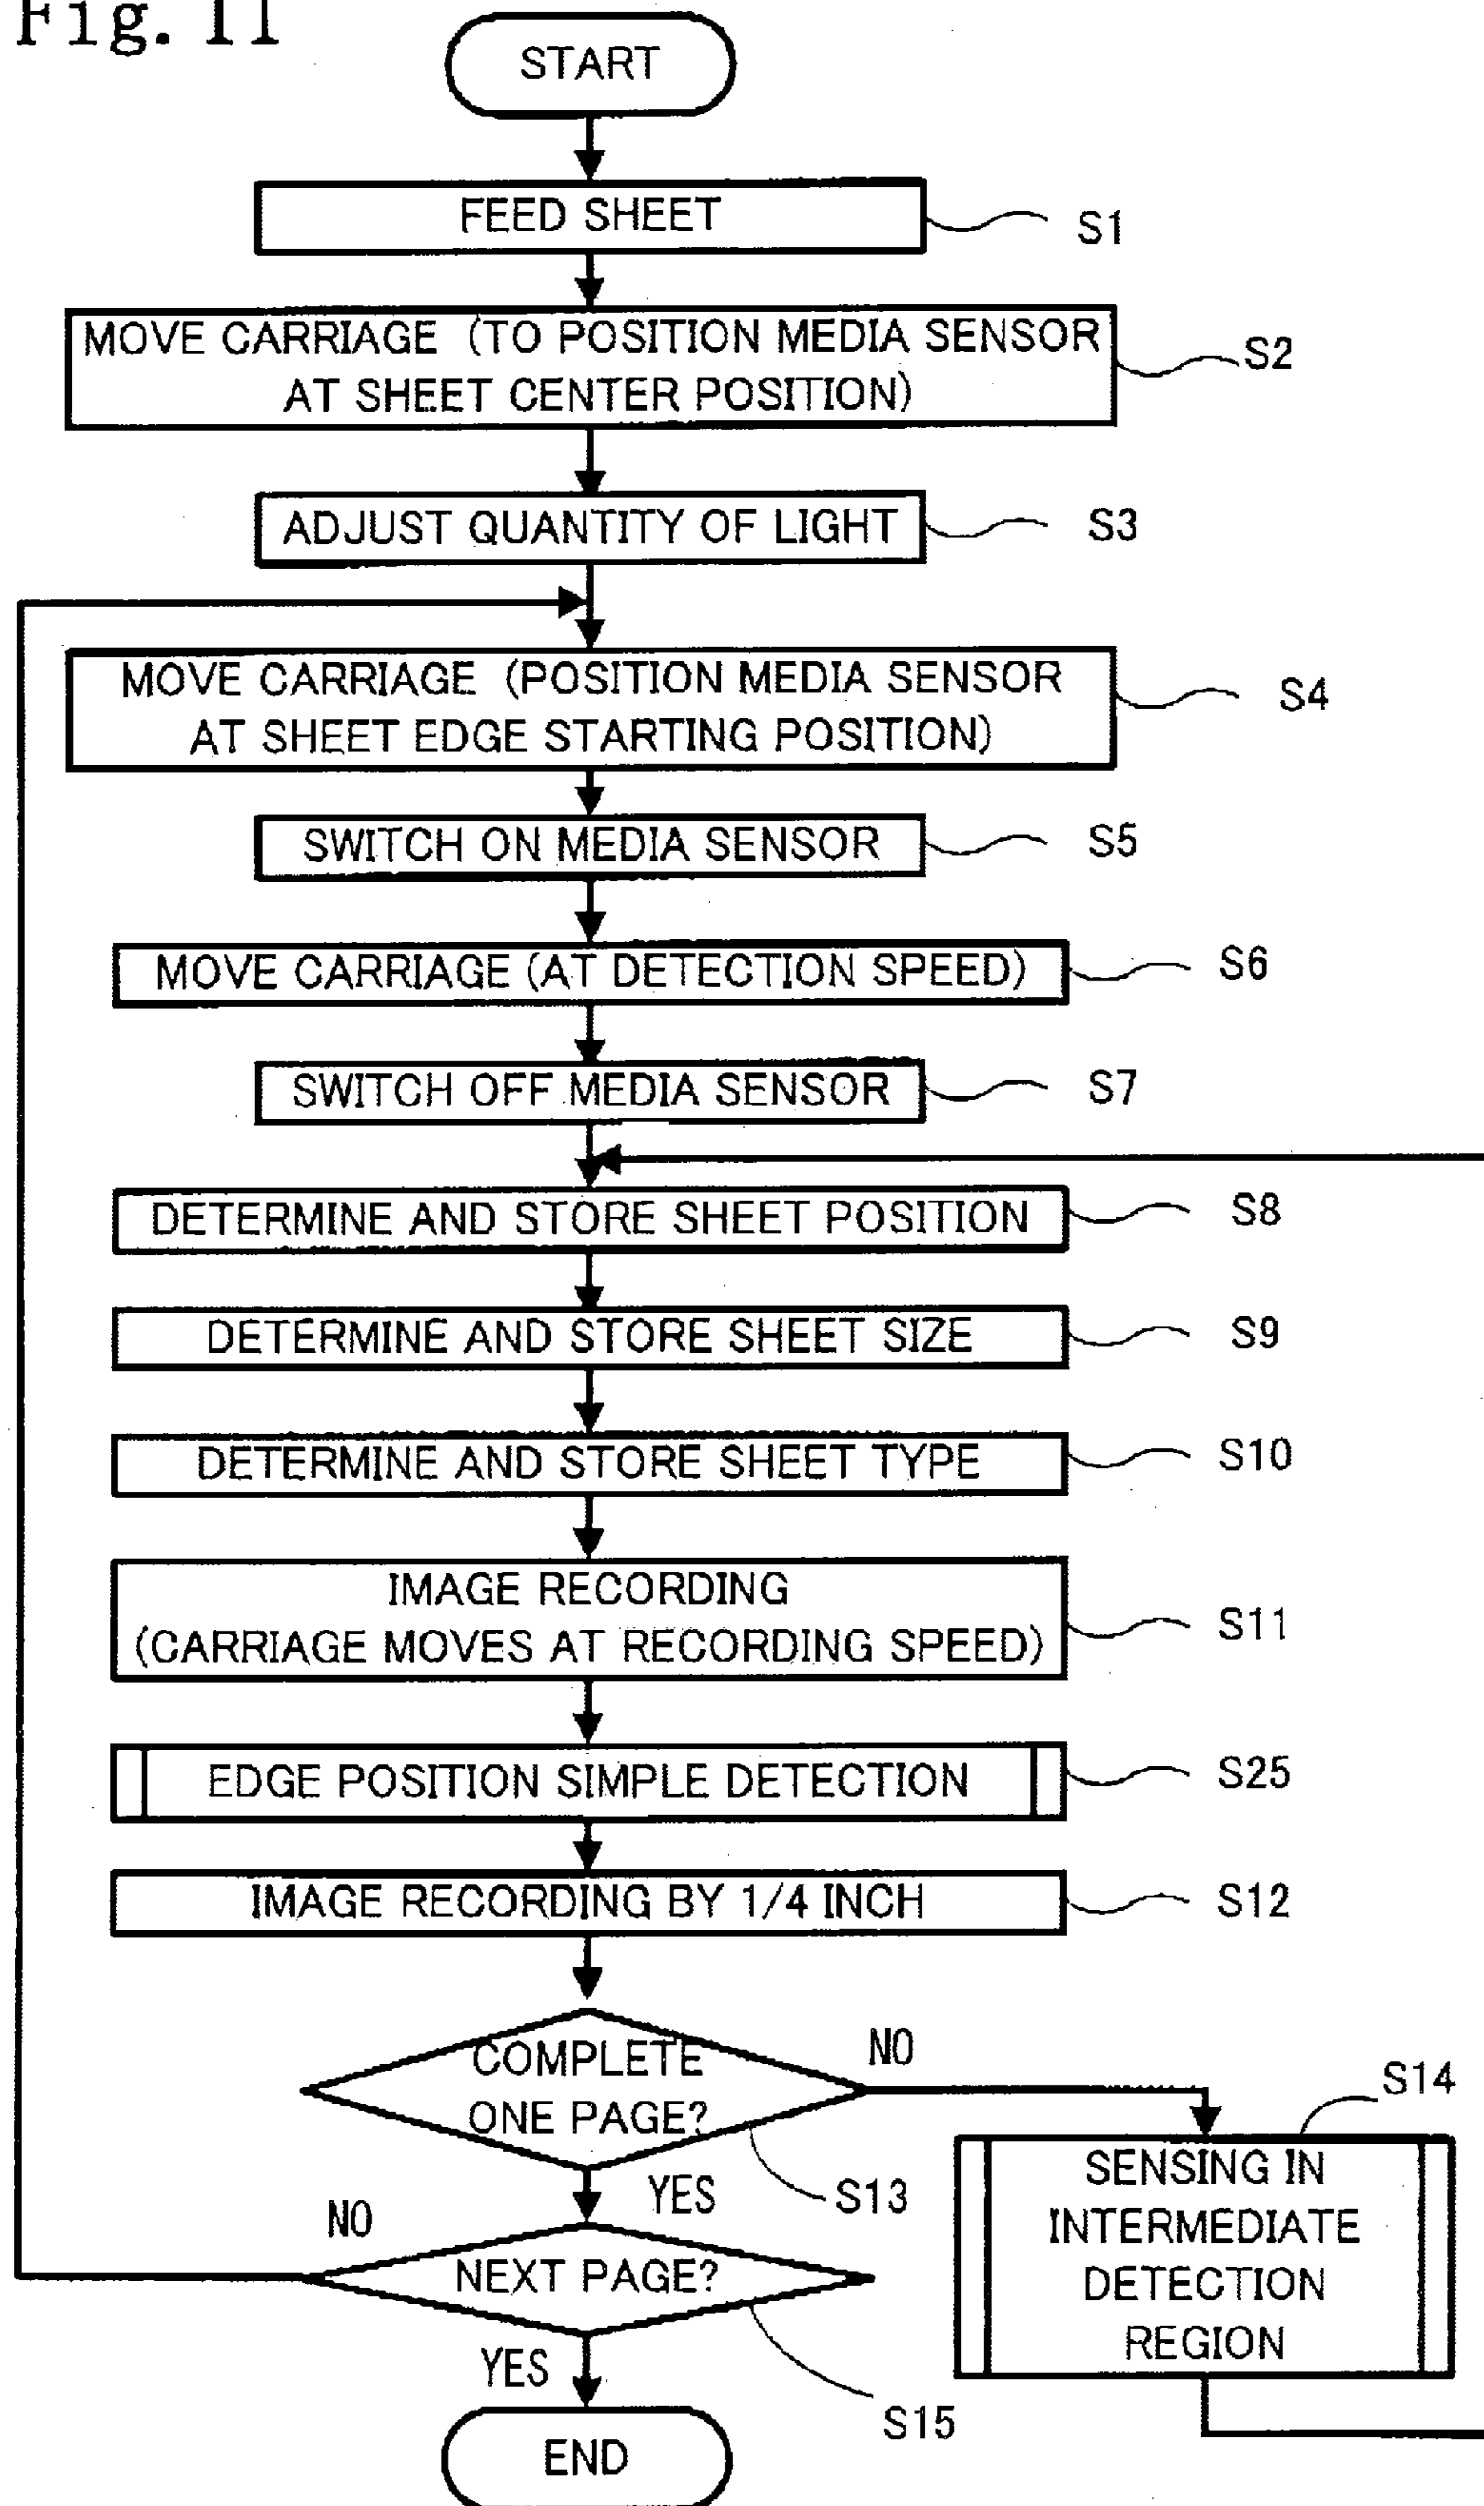 Fig. 11
START
FEED SHEET
S1
MOVE CARRIAGE (TO POSITION MEDIA SENSOR
AT SHEET CENTER POSITION)
S2
ADJUST QUANTITY OF LIGHT
S3
MOVE CARRIAGE (POSITION MEDIA SENSOR
AT SHEET EDGE STARTING POSITION)
S4
SWITCH ON MEDIA SENSOR
S5
MOVE CARRIAGE (AT DETECTION SPEED)
S6
SWITCH OFF MEDIA SENSOR
S7
DETERMINE AND STORE SHEET POSITION
S8
DETERMINE AND STORE SHEET SIZE
S9
DETERMINE AND STORE SHEET TYPE
S10
IMAGE RECORDING
(CARRIAGE MOVES AT RECORDING SPEED)
S11
EDGE POSITION SIMPLE DETECTION
S25
IMAGE RECORDING BY 1/4 INCH
S12
COMPLETE
ONE PAGE?
NO
S13
YES
S14
SENSING IN
INTERMEDIATE
DETECTION
REGION
NO
NEXT PAGE?
YES
S15
END